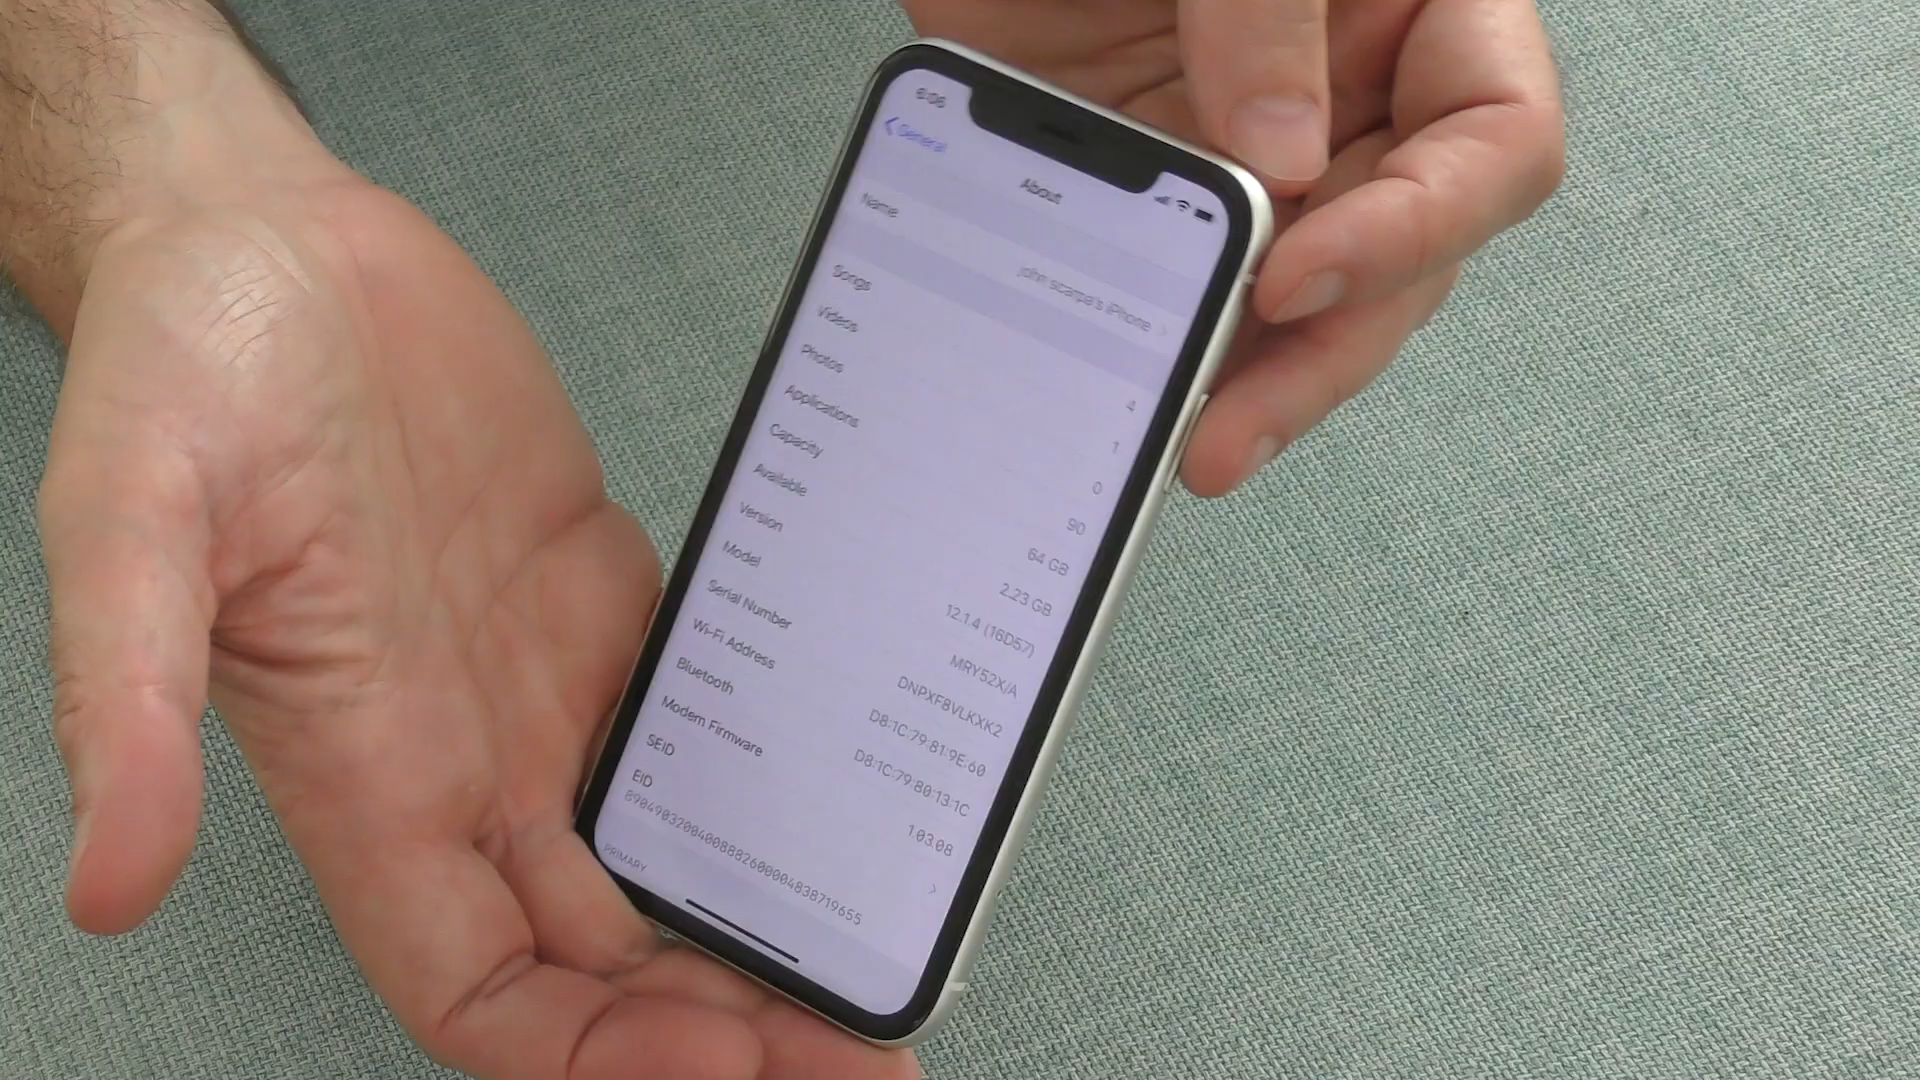 6:06
General
About
Name
john scarpa's iPhone
Songs
4
Videos
1
Photos
0
Applications
90
Capacity
64 GB
Available
2.23 GB
Version
12.1.4 (16D57)
Model
MRY52X/A
Serial Number
DNPXF8VLKXK2
Wi-Fi Address
D8:1C:79:81:9E:60
Bluetooth
D8:1C:79:80:13:1C
Modem Firmware
1.03.08
SEID
EID
89049032004008882600004838719655
PRIMARY